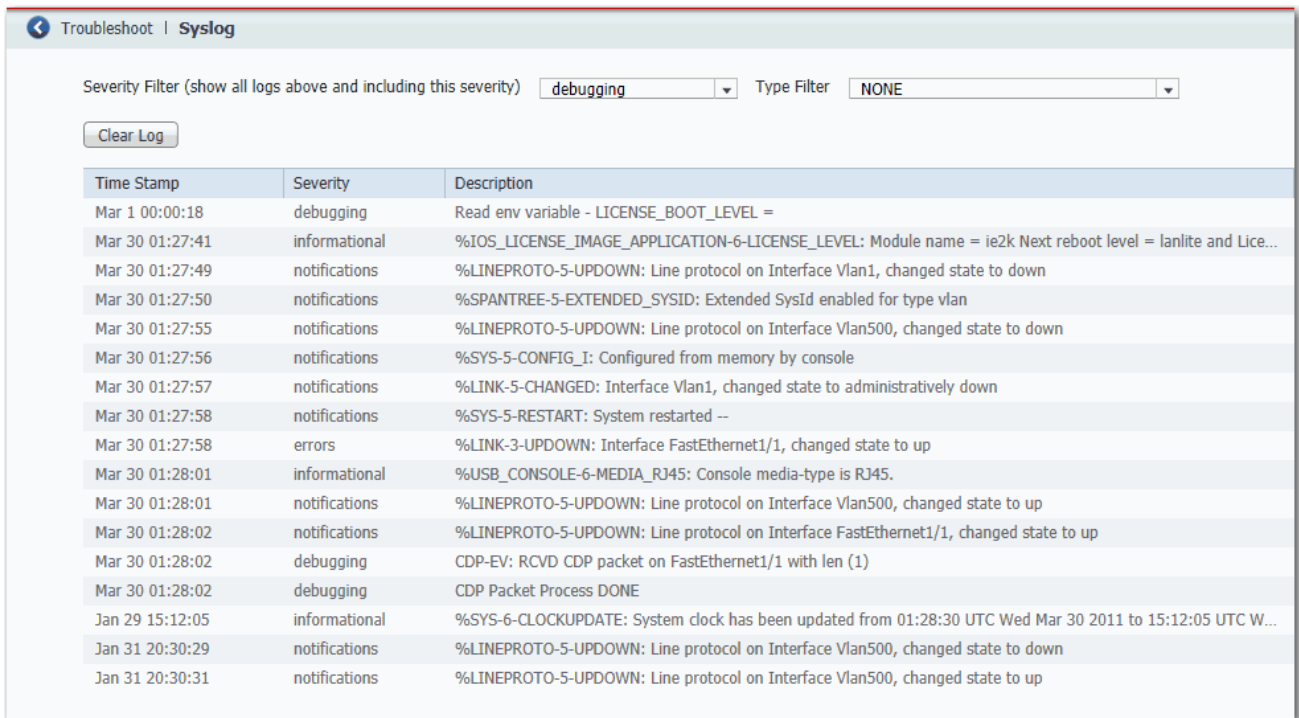 Troubleshoot | Syslog
Severity Filter (show all logs above and including this severity) debugging Type Filter NONE
Clear Log
Time Stamp Severity Description
Mar 1 00:00:18 debugging Read env variable - LICENSE_BOOT_LEVEL =
Mar 30 01:27:41 informational %IOS_LICENSE_IMAGE_APPLICATION-6-LICENSE_LEVEL: Module name = ie2k Next reboot level = lanlite and Lice...
Mar 30 01:27:49 notifications %LINEPROTO-5-UPDOWN: Line protocol on Interface Vlan1, changed state to down
Mar 30 01:27:50 notifications %SPANTREE-5-EXTENDED_SYSID: Extended SysId enabled for type vlan
Mar 30 01:27:55 notifications %LINEPROTO-5-UPDOWN: Line protocol on Interface Vlan500, changed state to down
Mar 30 01:27:56 notifications %SYS-5-CONFIG_I: Configured from memory by console
Mar 30 01:27:57 notifications %LINK-5-CHANGED: Interface Vlan1, changed state to administratively down
Mar 30 01:27:58 notifications %SYS-5-RESTART: System restarted --
Mar 30 01:27:58 errors %LINK-3-UPDOWN: Interface FastEthernet1/1, changed state to up
Mar 30 01:28:01 informational %USB_CONSOLE-6-MEDIA_RJ45: Console media-type is RJ45.
Mar 30 01:28:01 notifications %LINEPROTO-5-UPDOWN: Line protocol on Interface Vlan500, changed state to up
Mar 30 01:28:02 notifications %LINEPROTO-5-UPDOWN: Line protocol on Interface FastEthernet1/1, changed state to up
Mar 30 01:28:02 debugging CDP-EV: RCVD CDP packet on FastEthernet1/1 with len (1)
Mar 30 01:28:02 debugging CDP Packet Process DONE
Jan 29 15:12:05 informational %SYS-6-CLOCKUPDATE: System clock has been updated from 01:28:30 UTC Wed Mar 30 2011 to 15:12:05 UTC W...
Jan 31 20:30:29 notifications %LINEPROTO-5-UPDOWN: Line protocol on Interface Vlan500, changed state to down
Jan 31 20:30:31 notifications %LINEPROTO-5-UPDOWN: Line protocol on Interface Vlan500, changed state to up